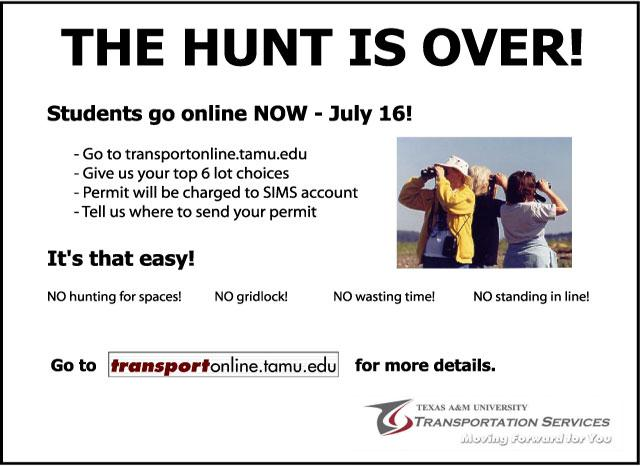 THE HUNT IS OVER!
Students go online NOW - July 16!
- Go to transportonline.tamu.edu
- Give us your top 6 lot choices
- Permit will be charged to SIMS account
- Tell us where to send your permit
It's that easy!
NO hunting for spaces! NO gridlock! NO wasting time! NO standing in line!
Go to transportonline.tamu.edu for more details.
TEXAS A&M UNIVERSITY
TRANSPORTATION SERVICES
Moving Forward for You